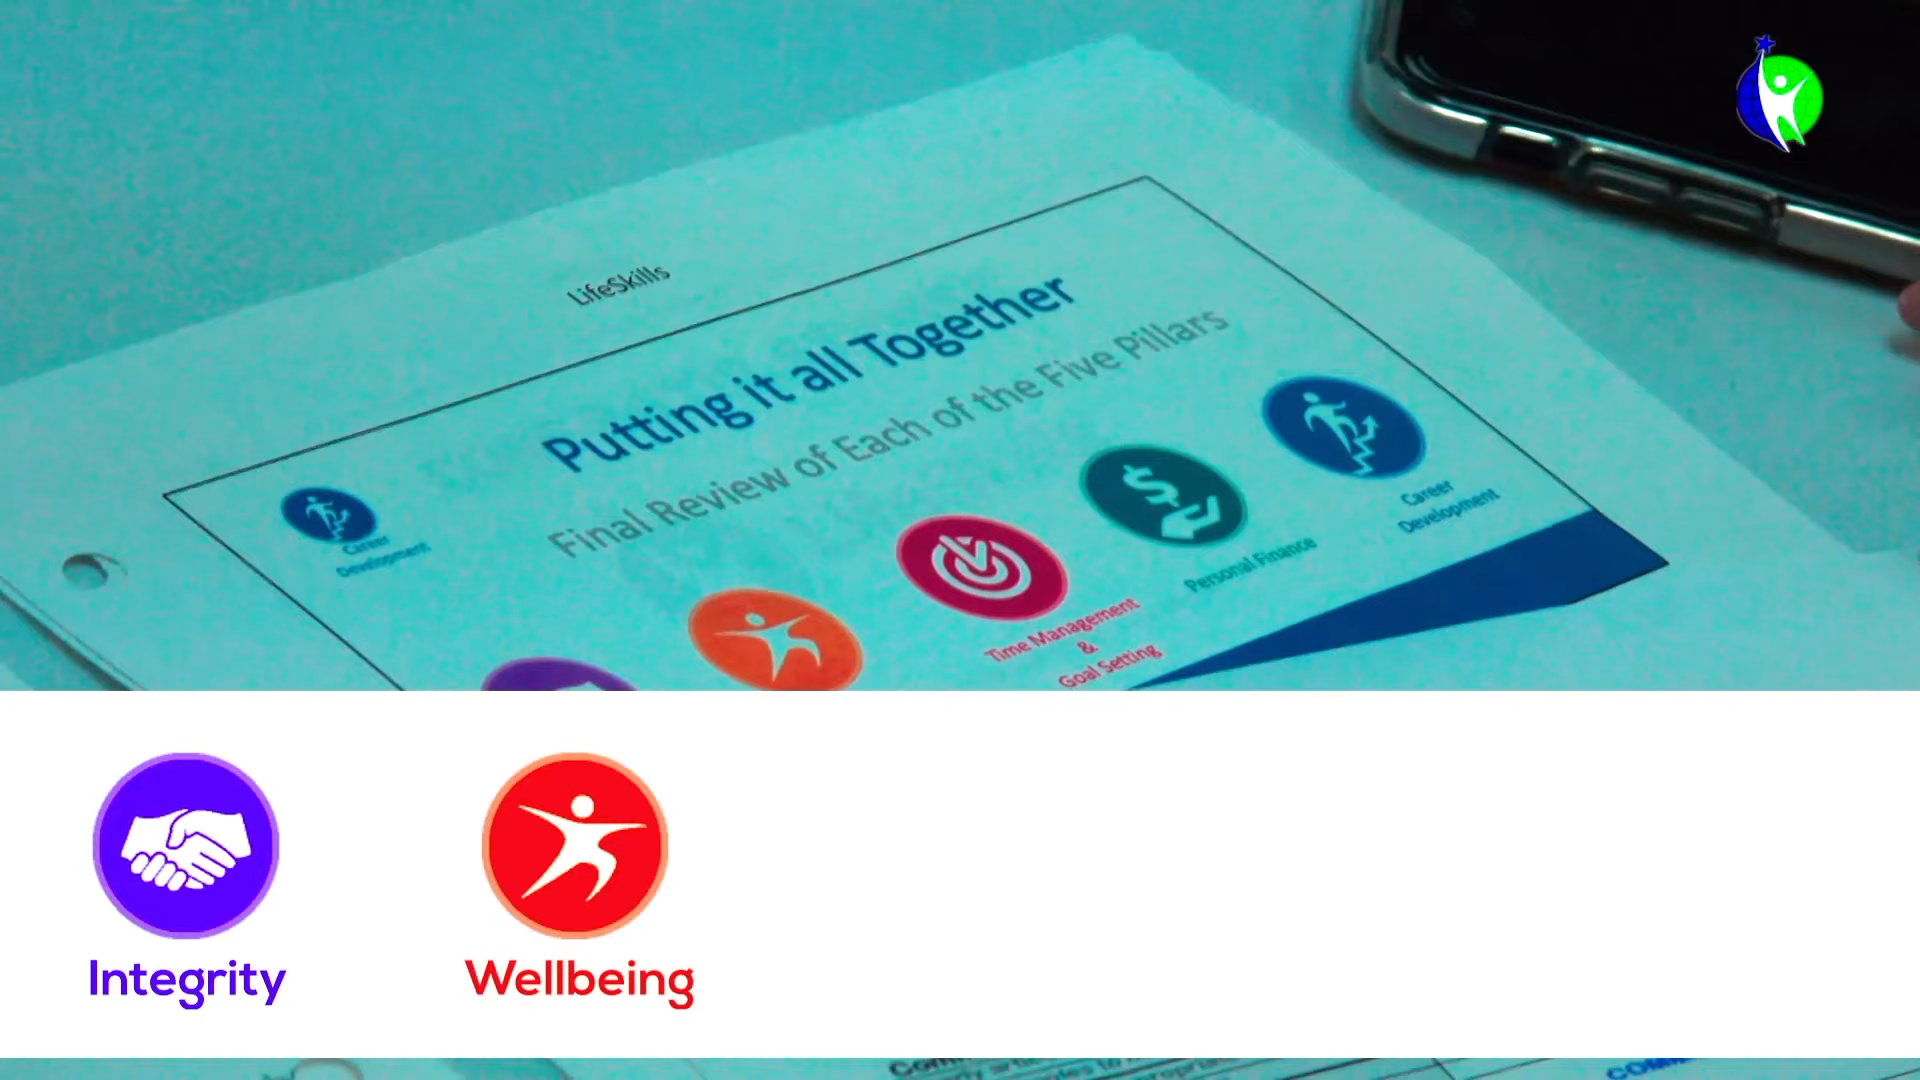 LifeSkills
Putting it all Together
Final Review of Each of the Five Pillars
Career
Development
Career
Development
Personal Finance
Time Management
&
Goal Setting
Integrity
Wellbeing